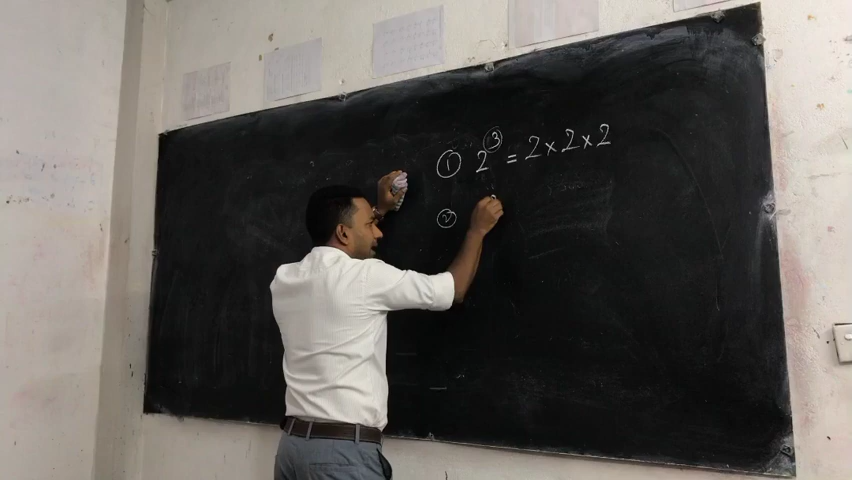 ① 2³ = 2 × 2 × 2
②